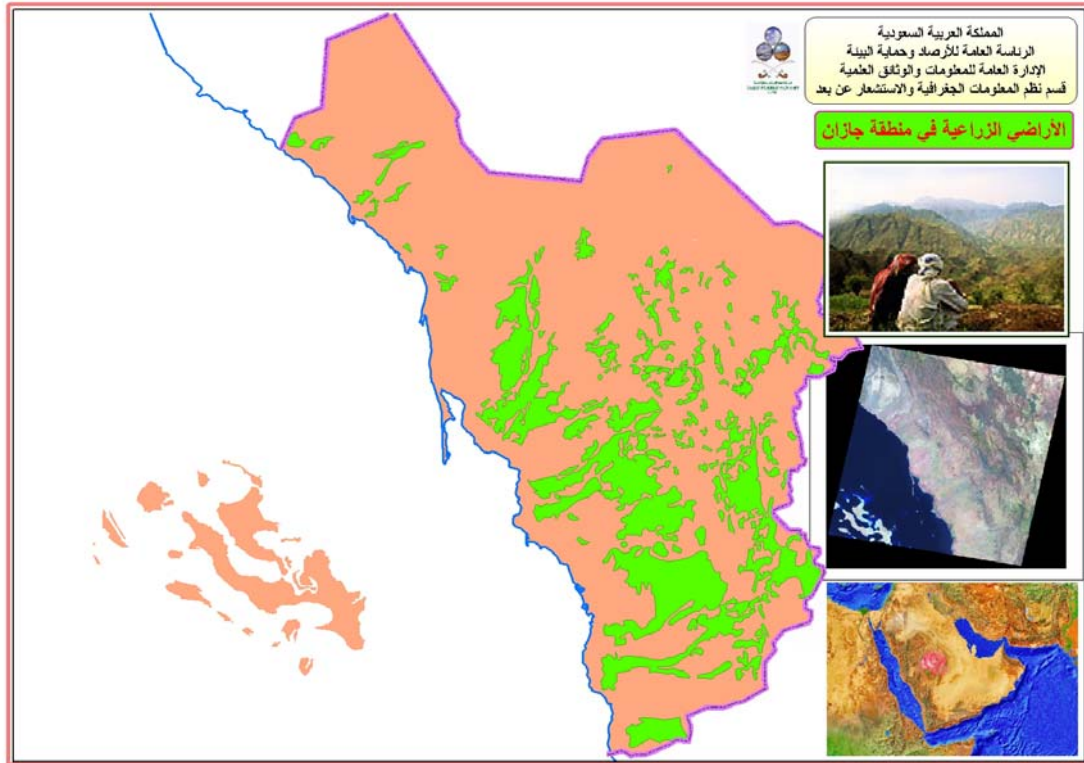 المملكة العربية السعودية
الرئاسة العامة للأرصاد وحماية البيئة
الإدارة العامة للمعلومات والوثائق العلمية
قسم نظم المعلومات الجغرافية والاستشعار عن بعد
الأراضي الزراعية في منطقة جازان